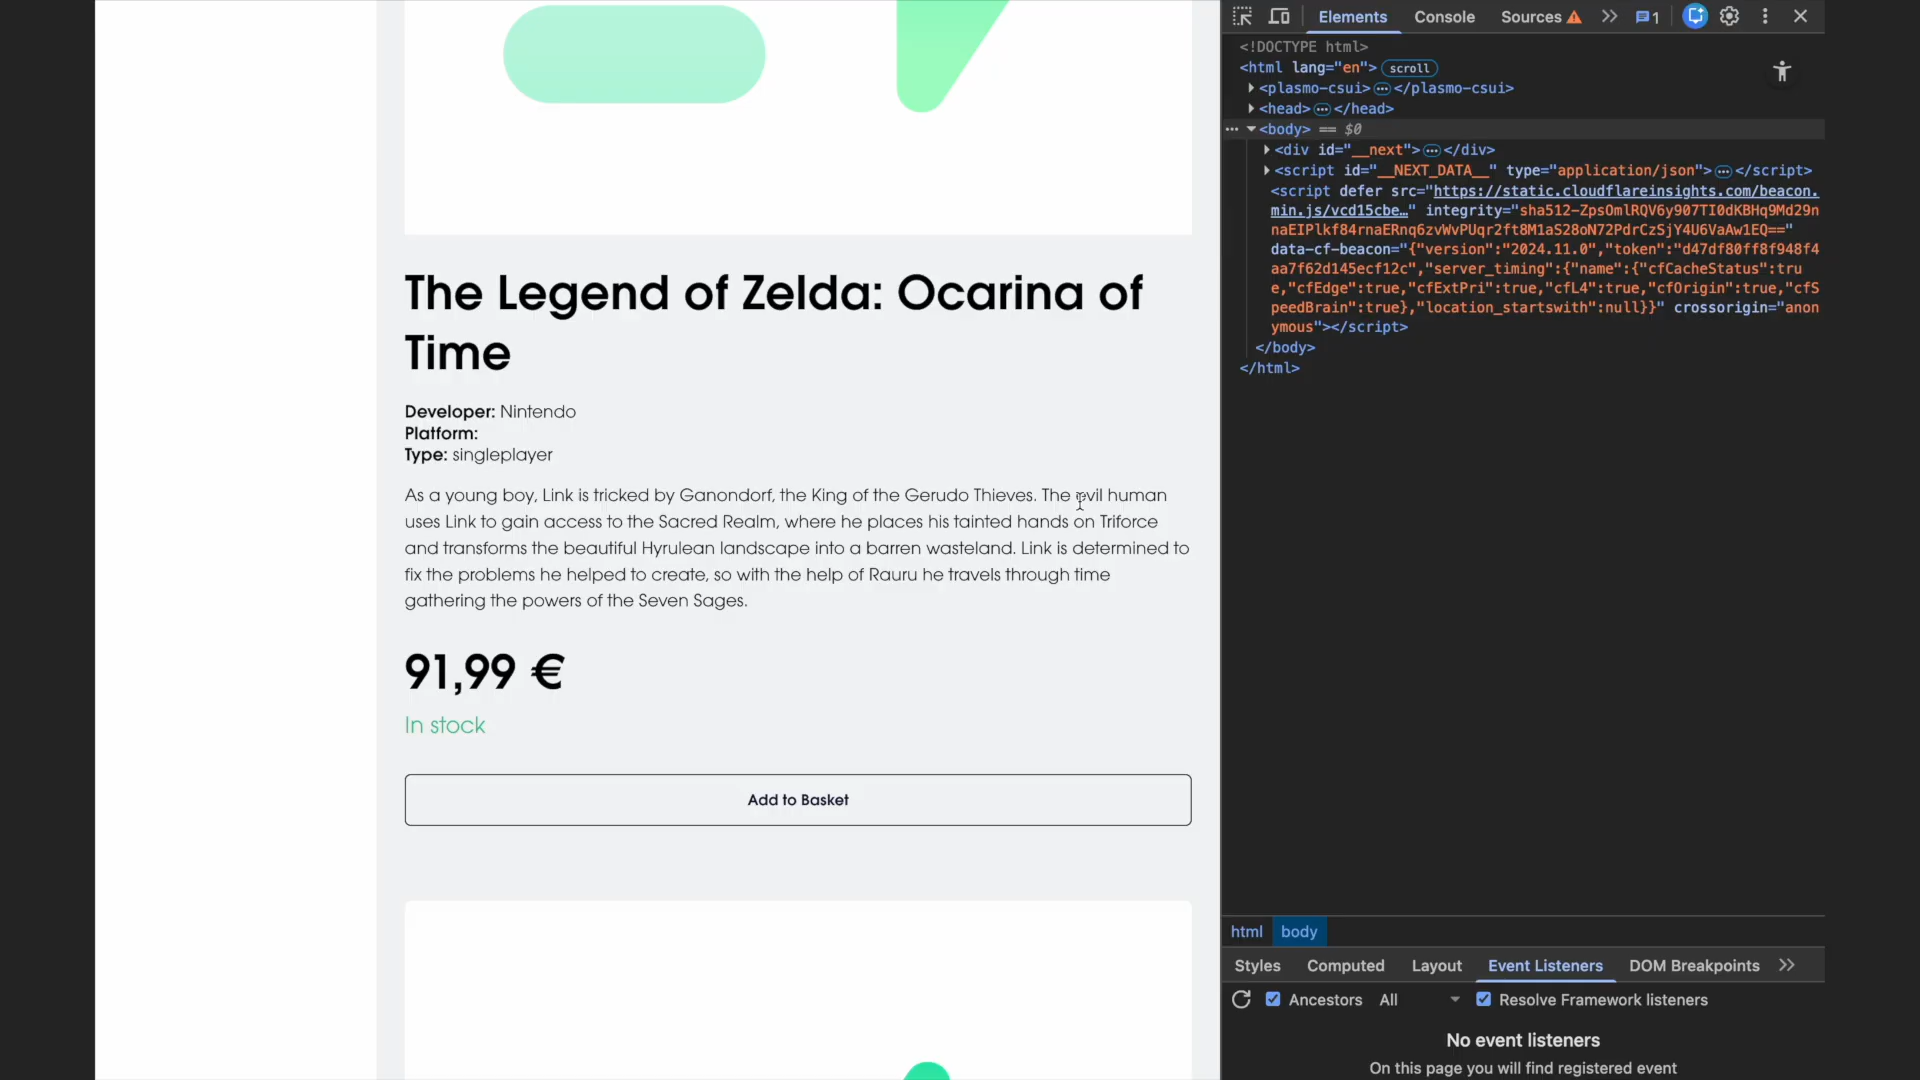 The Legend of Zelda: Ocarina of
Time
Developer: Nintendo
Platform:
Type: singleplayer
As a young boy, Link is tricked by Ganondorf, the King of the Gerudo Thieves. The evil human
uses Link to gain access to the Sacred Realm, where he places his tainted hands on Triforce
and transforms the beautiful Hyrulean landscape into a barren wasteland. Link is determined to
fix the problems he helped to create, so with the help of Rauru he travels through time
gathering the powers of the Seven Sages.
91,99 €
In stock
Add to Basket
Elements Console Sources 1
<!DOCTYPE html>
<html lang="en"> scroll
<plasmo-csui> </plasmo-csui>
<head> </head>
<body> == $0
<div id="__next"> </div>
<script id="__NEXT_DATA__" type="application/json"> </script>
<script defer src="https://static.cloudflareinsights.com/beacon.
min.js/vcd15cbe…" integrity="sha512-ZpsOmlRQV6y907TI0dKBHq9Md29n
naEIPlkf84rnaERnq6zvWvPUqr2ft8M1aS28oN72PdrCzSjY4U6VaAw1EQ=="
data-cf-beacon="{"version":"2024.11.0","token":"d47df80ff8f948f4
aa7f62d145ecf12c","server_timing":{"name":{"cfCacheStatus":tru
e,"cfEdge":true,"cfExtPri":true,"cfL4":true,"cfOrigin":true,"cfS
peedBrain":true},"location_startswith":null}}" crossorigin="anon
ymous"></script>
</body>
</html>
html body
Styles Computed Layout Event Listeners DOM Breakpoints
Ancestors All Resolve Framework listeners
No event listeners
On this page you will find registered event